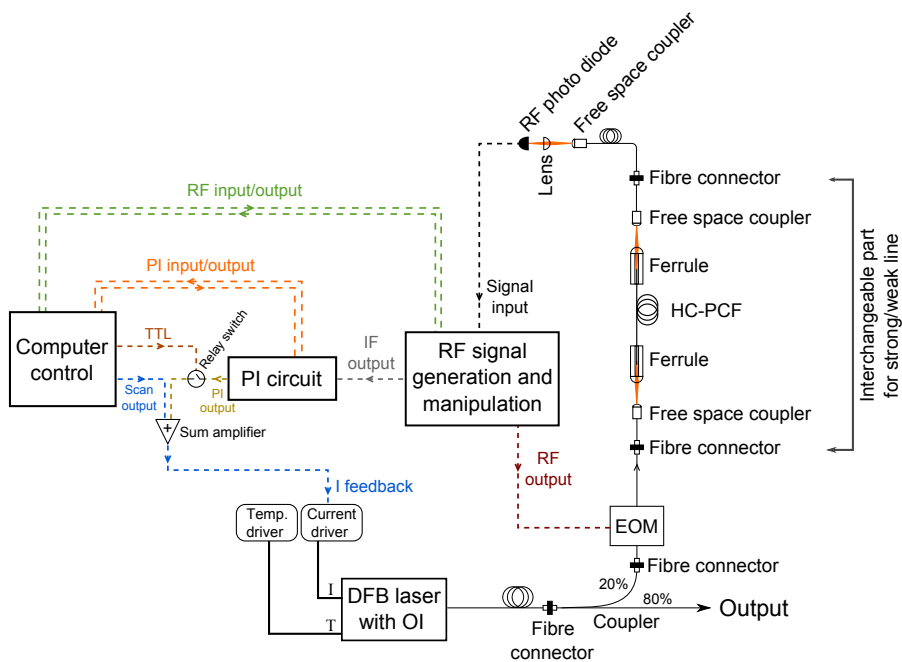 RF photo diode
Free space coupler
Lens
Fibre connector
RF input/output
Free space coupler
PI input/output
Ferrule
Signal
input
HC-PCF
Interchangeable part
for strong/weak line
TTL
Relay switch
Computer
control
PI circuit
IF
output
RF signal
generation and
manipulation
Ferrule
Scan
output
PI
output
Free space coupler
+
Sum amplifier
Fibre connector
RF
output
I feedback
Temp.
driver
Current
driver
EOM
Fibre connector
I
T
DFB laser
with OI
20%
80%
Output
Coupler
Fibre
connector